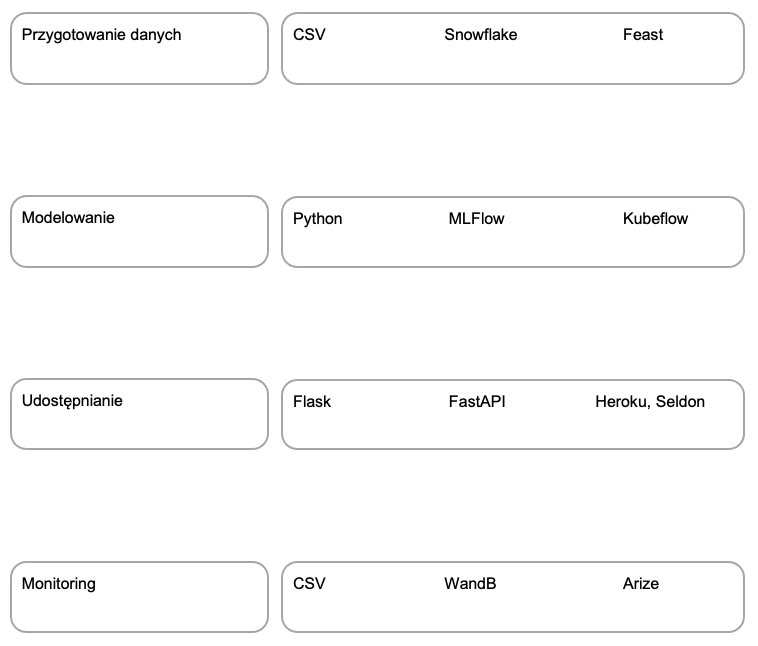 Przygotowanie danych
CSV Snowflake Feast
Modelowanie
Python MLFlow Kubeflow
Udostępnianie
Flask FastAPI Heroku, Seldon
Monitoring
CSV WandB Arize